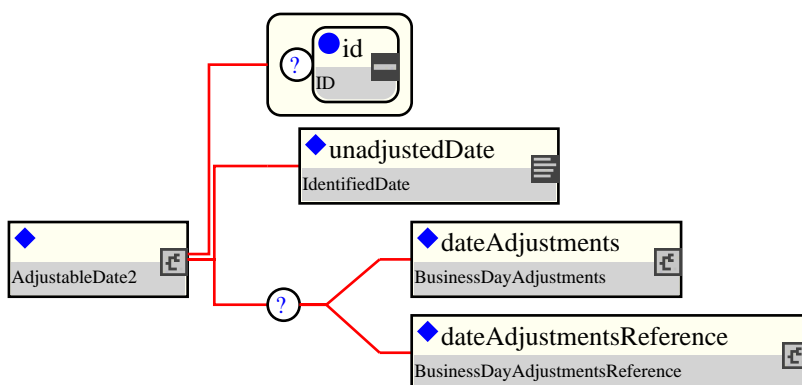 ?
id
ID
unadjustedDate
IdentifiedDate
AdjustableDate2
?
dateAdjustments
BusinessDayAdjustments
dateAdjustmentsReference
BusinessDayAdjustmentsReference